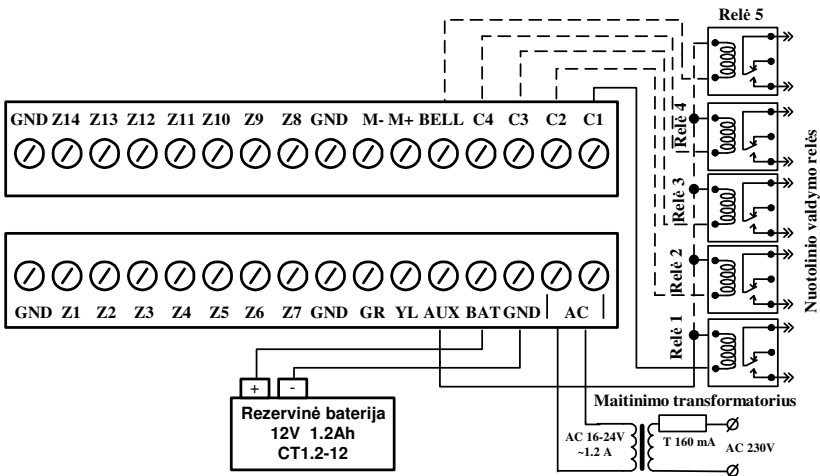 Relė 5
GND Z14 Z13 Z12 Z11 Z10 Z9 Z8 GND M- M+ BELL C4 C3 C2 C1
Relė 4
Relė 3
Relė 2
Relė 1
Nuotolinio valdymo relės
GND Z1 Z2 Z3 Z4 Z5 Z6 Z7 GND GR YL AUX BAT GND AC
+ -
Rezervinė baterija
12V 1.2Ah
CT1.2-12
Maitinimo transformatorius
AC 16-24V
~1.2 A
T 160 mA
AC 230V